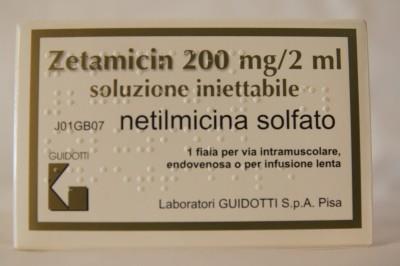 Zetamicin 200 mg/2 ml
soluzione iniettabile
J01GB07 netilmicina solfato
GUIDOTTI
1 fiala per via intramuscolare,
endovenosa o per infusione lenta
Laboratori GUIDOTTI S.p.A. Pisa